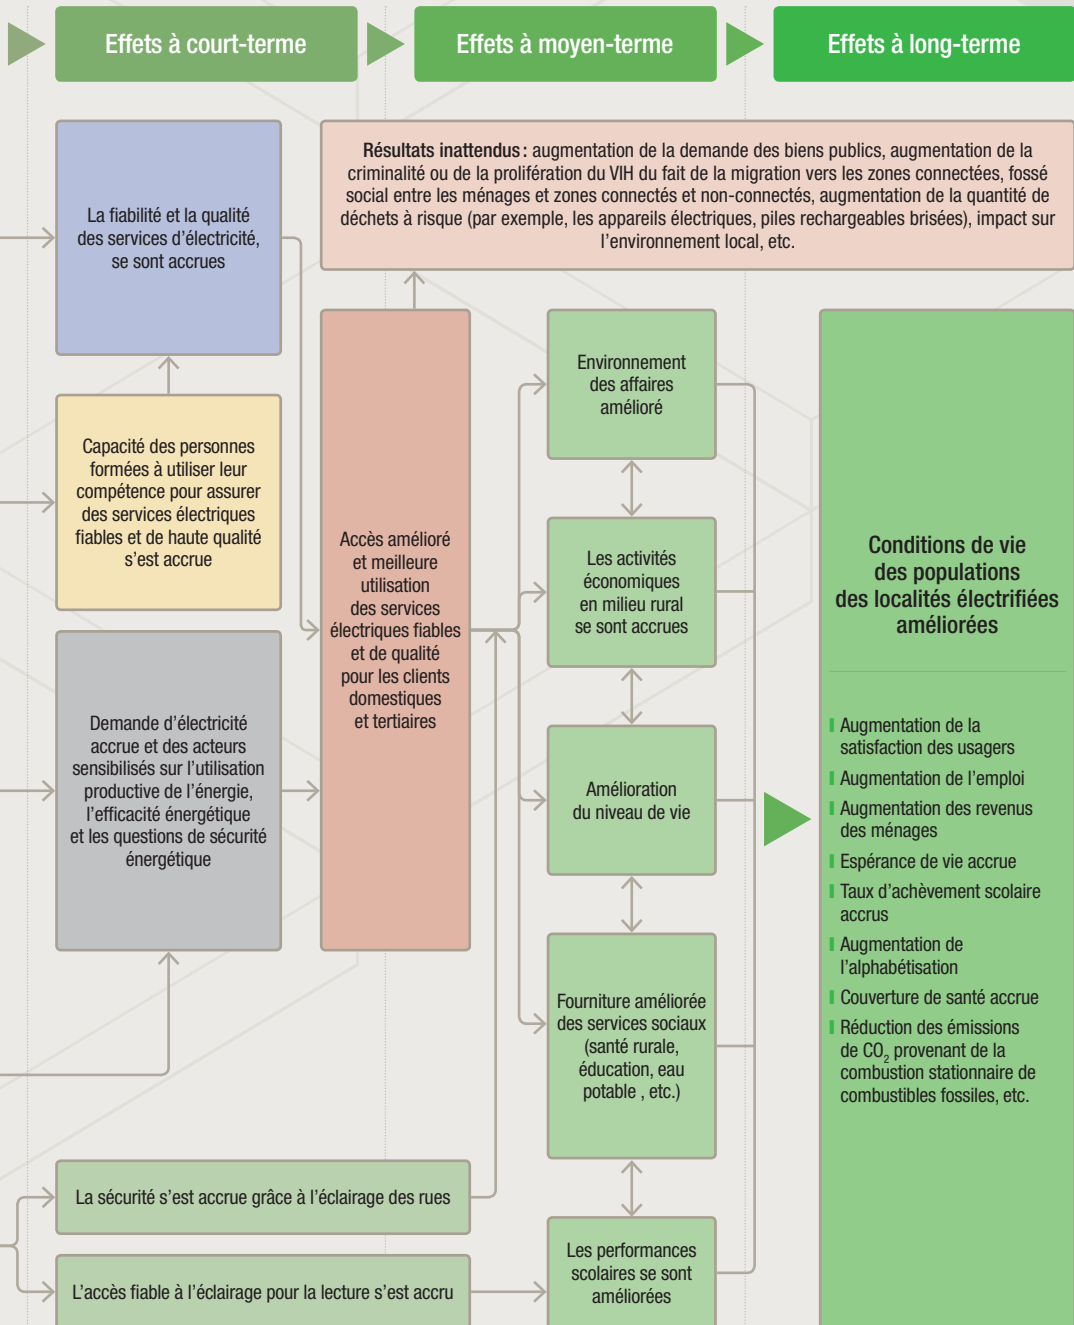 Effets à court-terme
Effets à moyen-terme
Effets à long-terme
La fiabilité et la qualité
des services d’électricité,
se sont accrues
Résultats inattendus : augmentation de la demande des biens publics, augmentation de la
criminalité ou de la prolifération du VIH du fait de la migration vers les zones connectées, fossé
social entre les ménages et zones connectés et non-connectés, augmentation de la quantité de
déchets à risque (par exemple, les appareils électriques, piles rechargeables brisées), impact sur
l’environnement local, etc.
Capacité des personnes
formées à utiliser leur
compétence pour assurer
des services électriques
fiables et de haute qualité
s’est accrue
Demande d’électricité
accrue et des acteurs
sensibilisés sur l’utilisation
productive de l’énergie,
l’efficacité énergétique
et les questions de sécurité
énergétique
Accès amélioré
et meilleure
utilisation
des services
électriques fiables
et de qualité
pour les clients
domestiques
et tertiaires
Environnement
des affaires
amélioré
Les activités
économiques
en milieu rural
se sont accrues
Amélioration
du niveau de vie
Fourniture améliorée
des services sociaux
(santé rurale,
éducation, eau
potable , etc.)
Les performances
scolaires se sont
améliorées
La sécurité s’est accrue grâce à l’éclairage des rues
L’accès fiable à l’éclairage pour la lecture s’est accru
Conditions de vie
des populations
des localités électrifiées
améliorées
Augmentation de la
satisfaction des usagers
Augmentation de l’emploi
Augmentation des revenus
des ménages
Espérance de vie accrue
Taux d’achèvement scolaire
accrus
Augmentation de
l’alphabétisation
Couverture de santé accrue
Réduction des émissions
de CO₂ provenant de la
combustion stationnaire de
combustibles fossiles, etc.